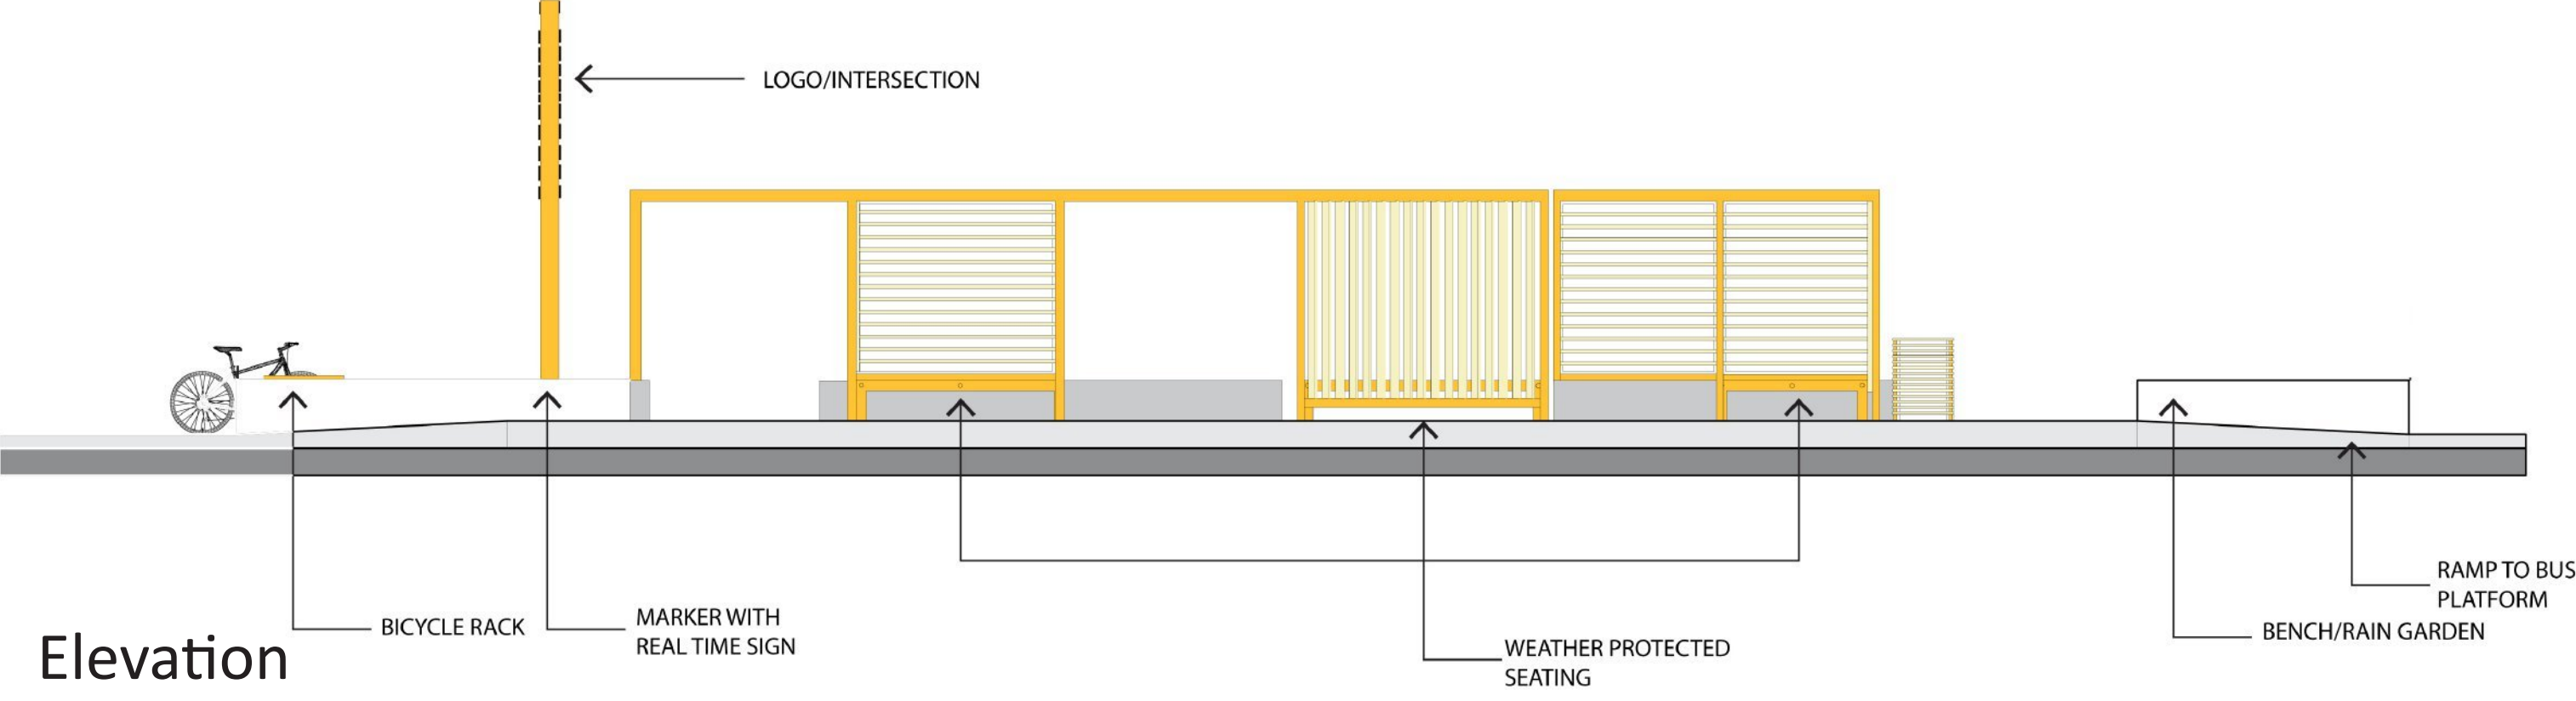 LOGO/INTERSECTION
RAMP TO BUS
PLATFORM
BICYCLE RACK
MARKER WITH
REAL TIME SIGN
BENCH/RAIN GARDEN
WEATHER PROTECTED
SEATING
Elevation